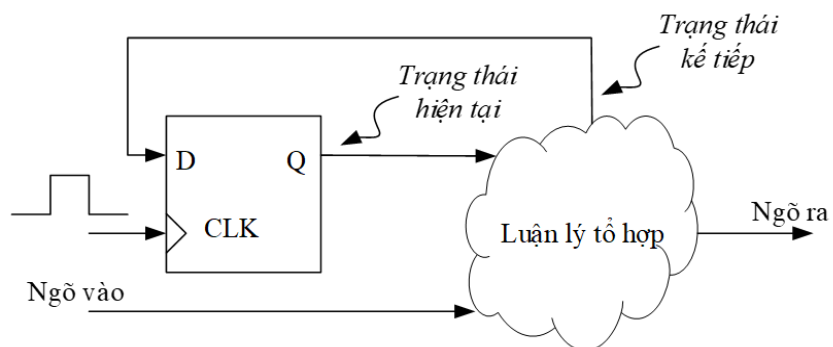 Trạng thái
kế tiếp
Trạng thái
hiện tại
D
Q
CLK
Luận lý tổ hợp
Ngõ ra
Ngõ vào